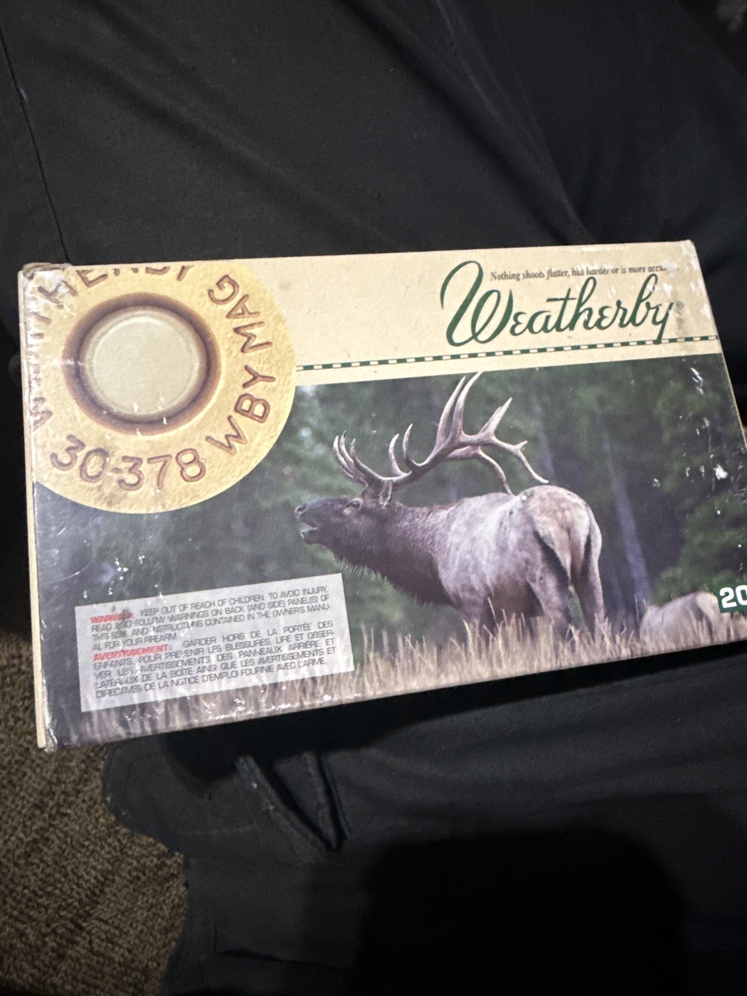 WBY MAG
30-378
Nothing shoots flatter, hits harder or is more
Weatherby®
20
WARNING: KEEP OUT OF REACH OF CHILDREN. TO AVOID INJURY,
READ AND FOLLOW WARNINGS ON BACK (AND SIDE) PANEL(S) OF
THIS BOX, AND INSTRUCTIONS CONTAINED IN THE OWNER'S MANU-
AL FOR YOUR FIREARM.
AVERTISSEMENT: GARDER HORS DE LA PORTÉE DES
ENFANTS. POUR PRÉVENIR LES BLESSURES, LIRE ET OBSER-
VER LES AVERTISSEMENTS DES PANNEAUX ARRIÈRE ET
LATÉRAUX DE LA BOÎTE AINSI QUE LES AVERTISSEMENTS ET
DIRECTIVES DE LA NOTICE D'EMPLOI FOURNIE AVEC L'ARME.